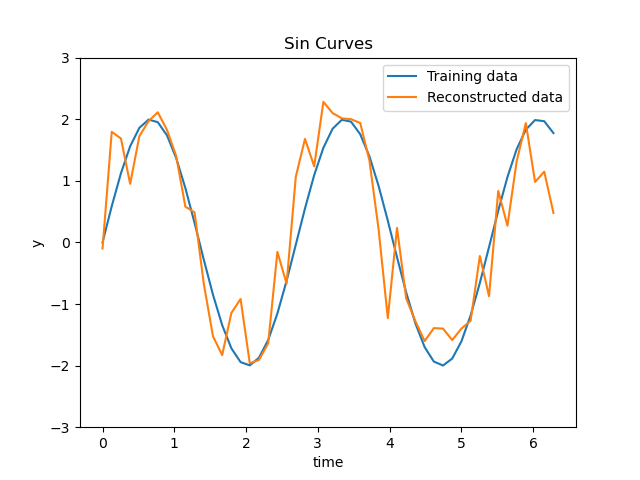 Sin Curves
Training data
Reconstructed data
3
2
1
0
−1
−2
−3
y
0 1 2 3 4 5 6
time